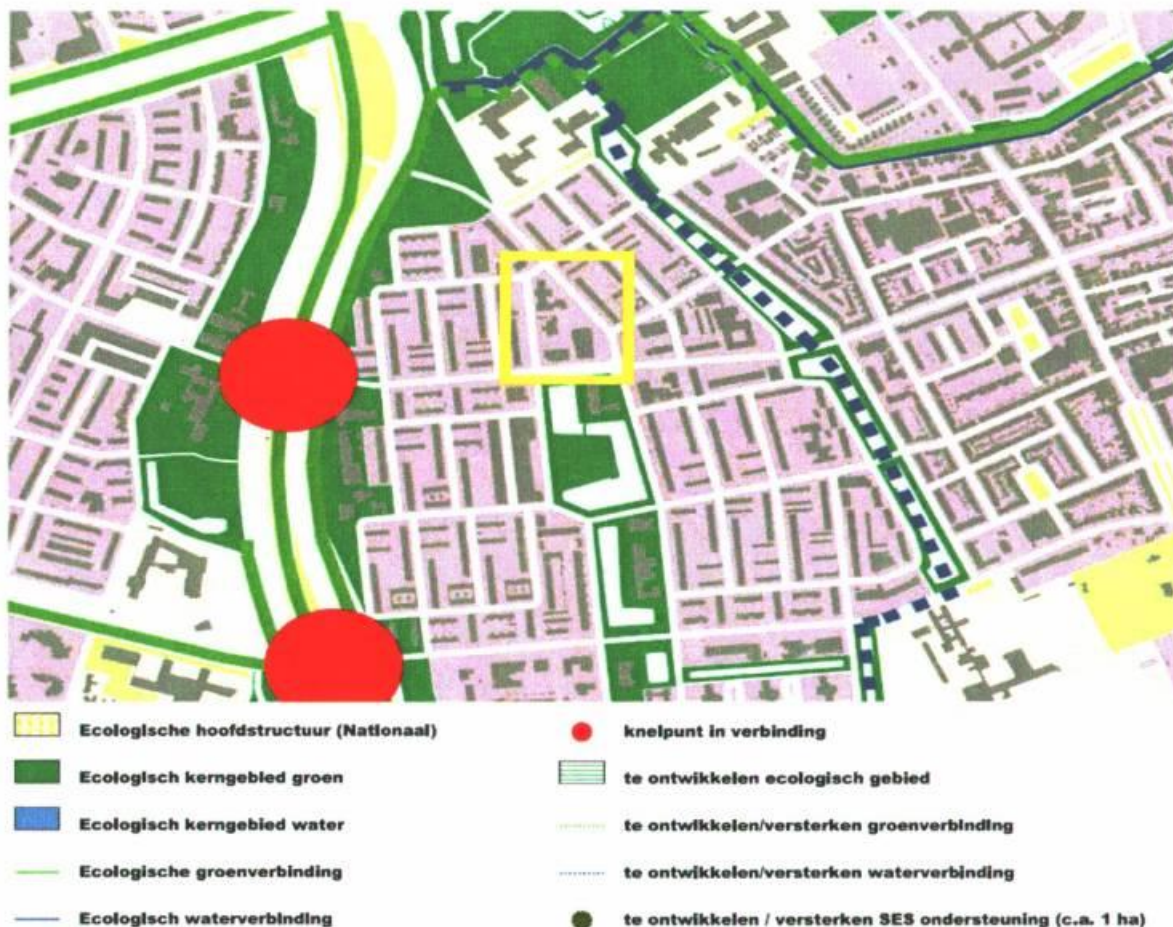 Ecologische hoofdstructuur (Nationaal)
Ecologisch kerngebied groen
Ecologisch kerngebied water
Ecologische groenverbinding
Ecologisch waterverbinding
knelpunt in verbinding
te ontwikkelen ecologisch gebied
te ontwikkelen/versterken groenverbinding
te ontwikkelen/versterken waterverbinding
te ontwikkelen / versterken SES ondersteuning (c.a. 1 ha)